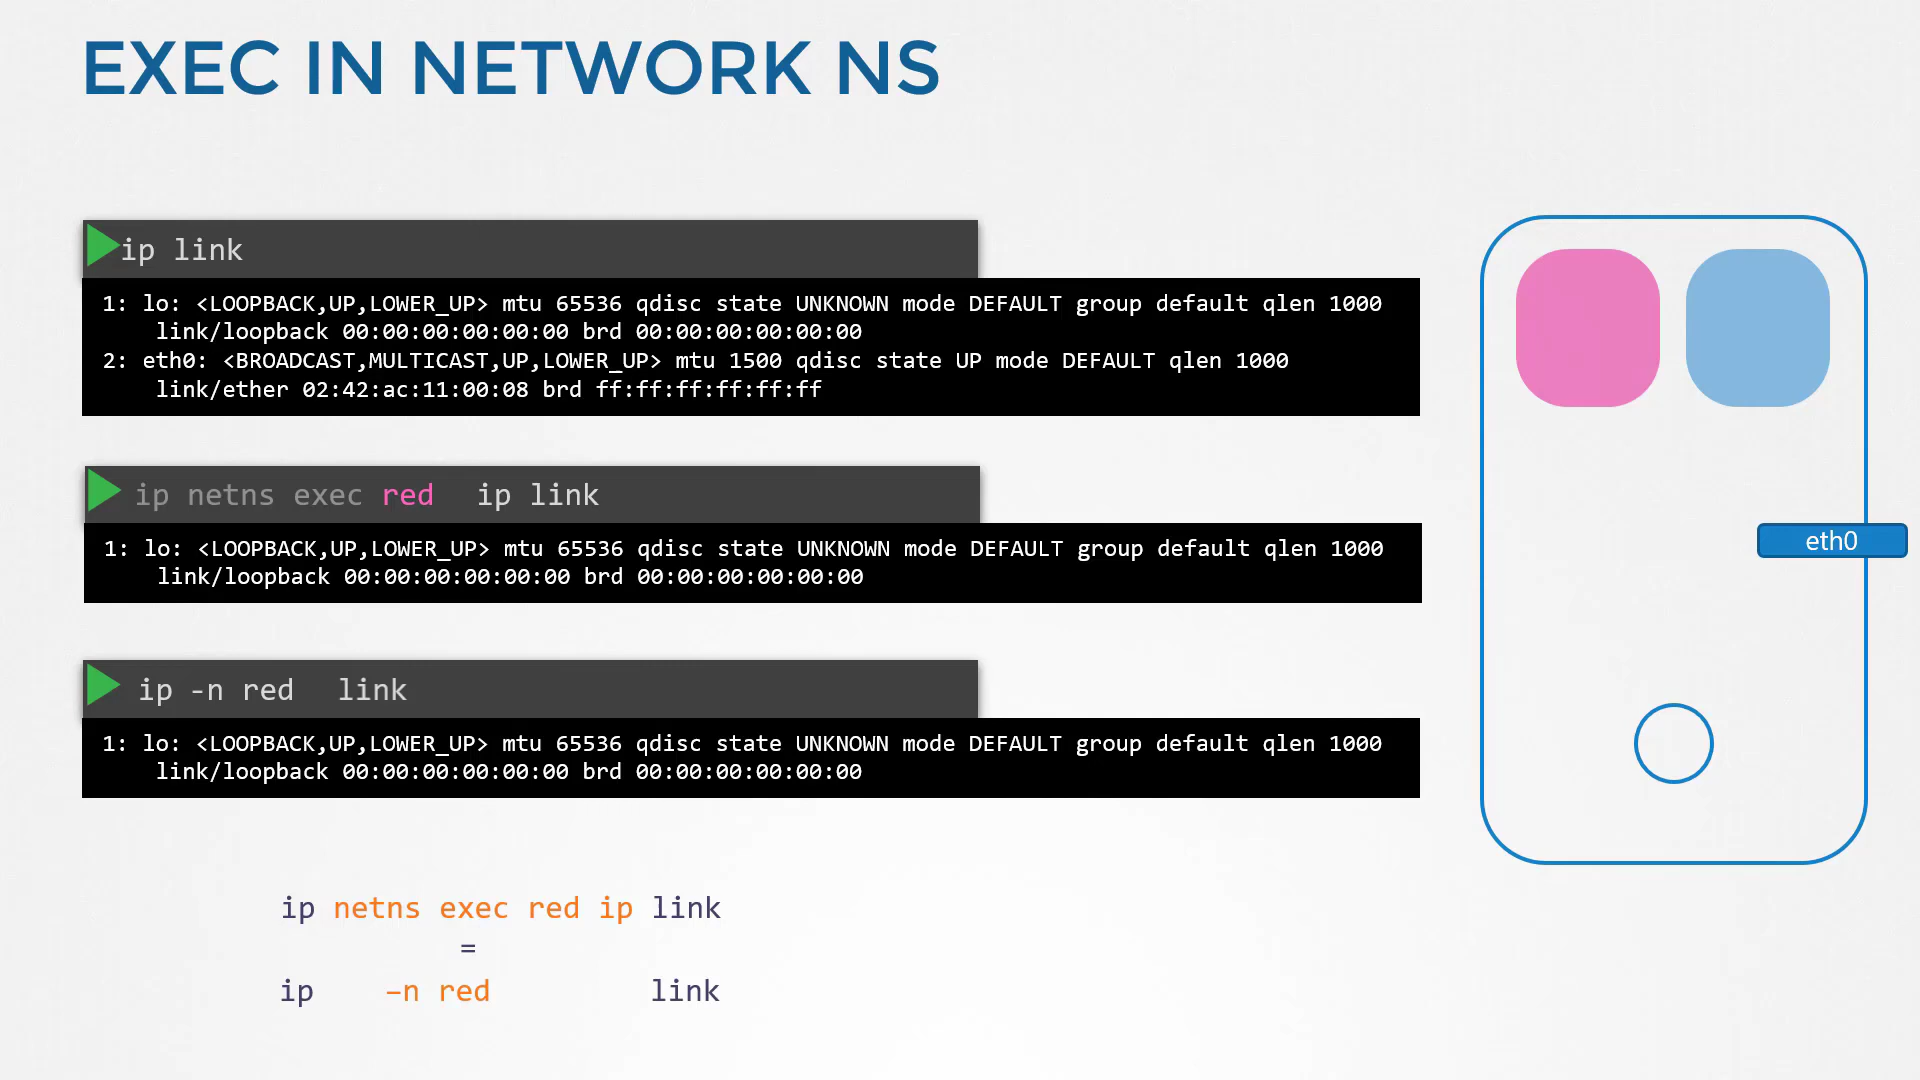 EXEC IN NETWORK NS
ip link
1: lo: <LOOPBACK,UP,LOWER_UP> mtu 65536 qdisc state UNKNOWN mode DEFAULT group default qlen 1000
link/loopback 00:00:00:00:00:00 brd 00:00:00:00:00:00
2: eth0: <BROADCAST,MULTICAST,UP,LOWER_UP> mtu 1500 qdisc state UP mode DEFAULT qlen 1000
link/ether 02:42:ac:11:00:08 brd ff:ff:ff:ff:ff:ff
ip netns exec red ip link
1: lo: <LOOPBACK,UP,LOWER_UP> mtu 65536 qdisc state UNKNOWN mode DEFAULT group default qlen 1000
link/loopback 00:00:00:00:00:00 brd 00:00:00:00:00:00
eth0
ip -n red link
1: lo: <LOOPBACK,UP,LOWER_UP> mtu 65536 qdisc state UNKNOWN mode DEFAULT group default qlen 1000
link/loopback 00:00:00:00:00:00 brd 00:00:00:00:00:00
ip netns exec red ip link
=
ip –n red link